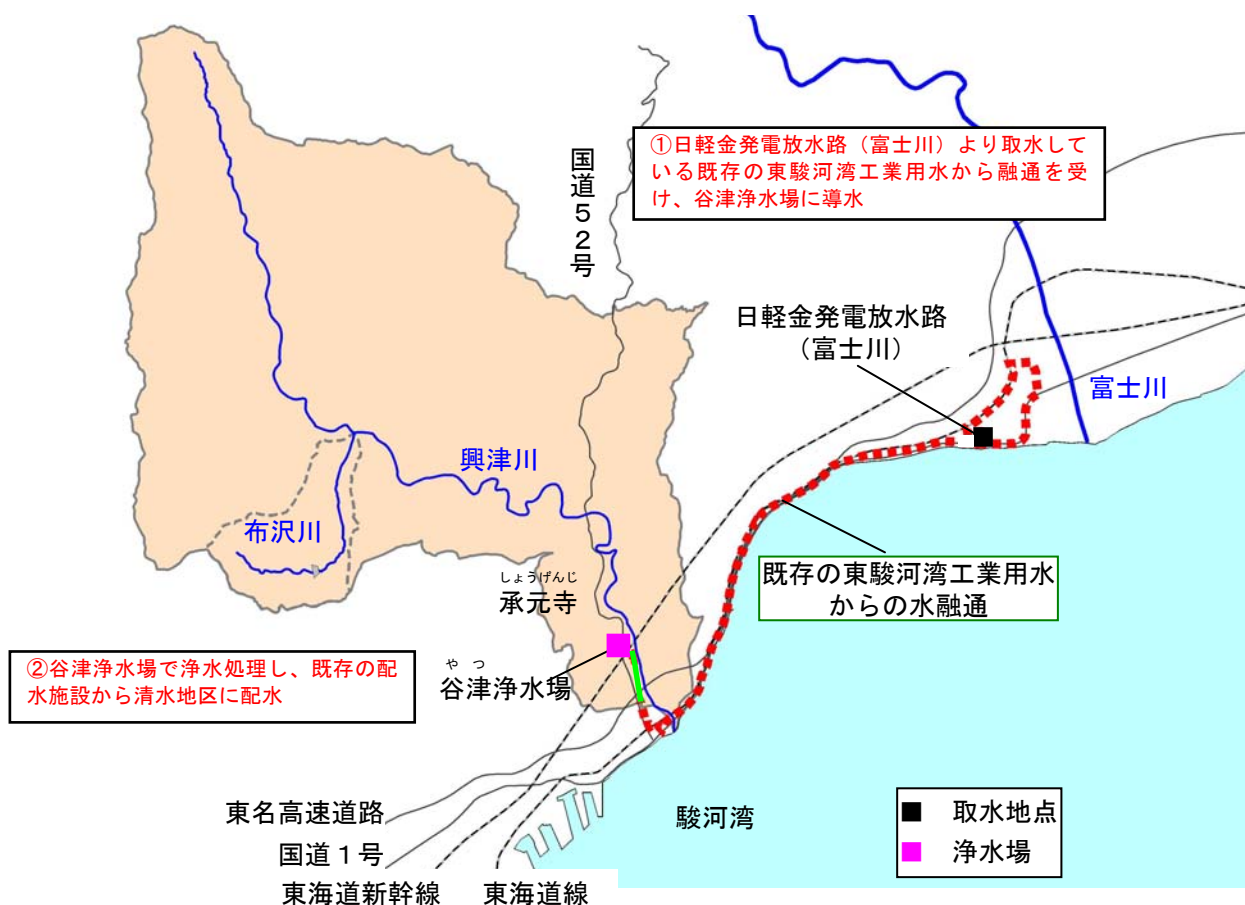 ①日軽金発電放水路（富士川）より取水して
いる既存の東駿河湾工業用水から融通を受
け、谷津浄水場に導水
国道５２号
日軽金発電放水路
（富士川）
富士川
興津川
布沢川
既存の東駿河湾工業用水
からの水融通
しょうげんじ
承元寺
②谷津浄水場で浄水処理し、既存の配
水施設から清水地区に配水
やつ
谷津浄水場
東名高速道路
国道１号
東海道新幹線
東海道線
駿河湾
取水地点
浄水場